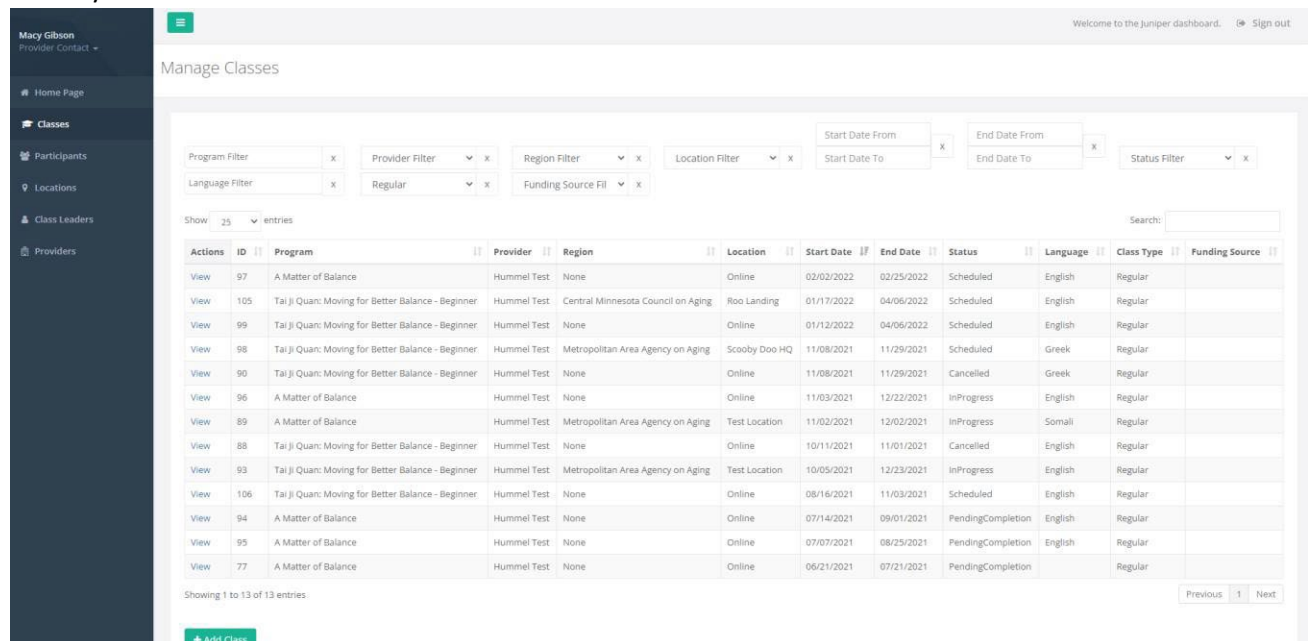 Macy Gibson
Provider Contact
Home Page
Classes
Participants
Locations
Class Leaders
Providers
Welcome to the Juniper dashboard. Sign out
Manage Classes
Start Date From x End Date From x
Program Filter x Provider Filter x Region Filter x Location Filter x Start Date To End Date To Status Filter x
Language Filter x Regular x Funding Source Fil x
Show 25 entries Search:
Actions ID Program Provider Region Location Start Date End Date Status Language Class Type Funding Source
View 97 A Matter of Balance Hummel Test None Online 02/02/2022 02/25/2022 Scheduled English Regular
View 105 Tai Ji Quan: Moving for Better Balance - Beginner Hummel Test Central Minnesota Council on Aging Roo Landing 01/17/2022 04/06/2022 Scheduled English Regular
View 99 Tai Ji Quan: Moving for Better Balance - Beginner Hummel Test None Online 01/12/2022 04/06/2022 Scheduled English Regular
View 98 Tai Ji Quan: Moving for Better Balance - Beginner Hummel Test Metropolitan Area Agency on Aging Scooby Doo HQ 11/08/2021 11/29/2021 Scheduled Greek Regular
View 90 Tai Ji Quan: Moving for Better Balance - Beginner Hummel Test None Online 11/08/2021 11/29/2021 Cancelled Greek Regular
View 96 A Matter of Balance Hummel Test None Online 11/03/2021 12/22/2021 InProgress English Regular
View 89 A Matter of Balance Hummel Test Metropolitan Area Agency on Aging Test Location 11/02/2021 12/02/2021 InProgress Somali Regular
View 88 Tai Ji Quan: Moving for Better Balance - Beginner Hummel Test None Online 10/11/2021 11/01/2021 Cancelled English Regular
View 93 Tai Ji Quan: Moving for Better Balance - Beginner Hummel Test Metropolitan Area Agency on Aging Test Location 10/05/2021 12/23/2021 InProgress English Regular
View 106 Tai Ji Quan: Moving for Better Balance - Beginner Hummel Test None Online 08/16/2021 11/03/2021 Scheduled English Regular
View 94 A Matter of Balance Hummel Test None Online 07/14/2021 09/01/2021 PendingCompletion English Regular
View 95 A Matter of Balance Hummel Test None Online 07/07/2021 08/25/2021 PendingCompletion English Regular
View 77 A Matter of Balance Hummel Test None Online 06/21/2021 07/21/2021 PendingCompletion Regular
Showing 1 to 13 of 13 entries Previous 1 Next
+ Add Class